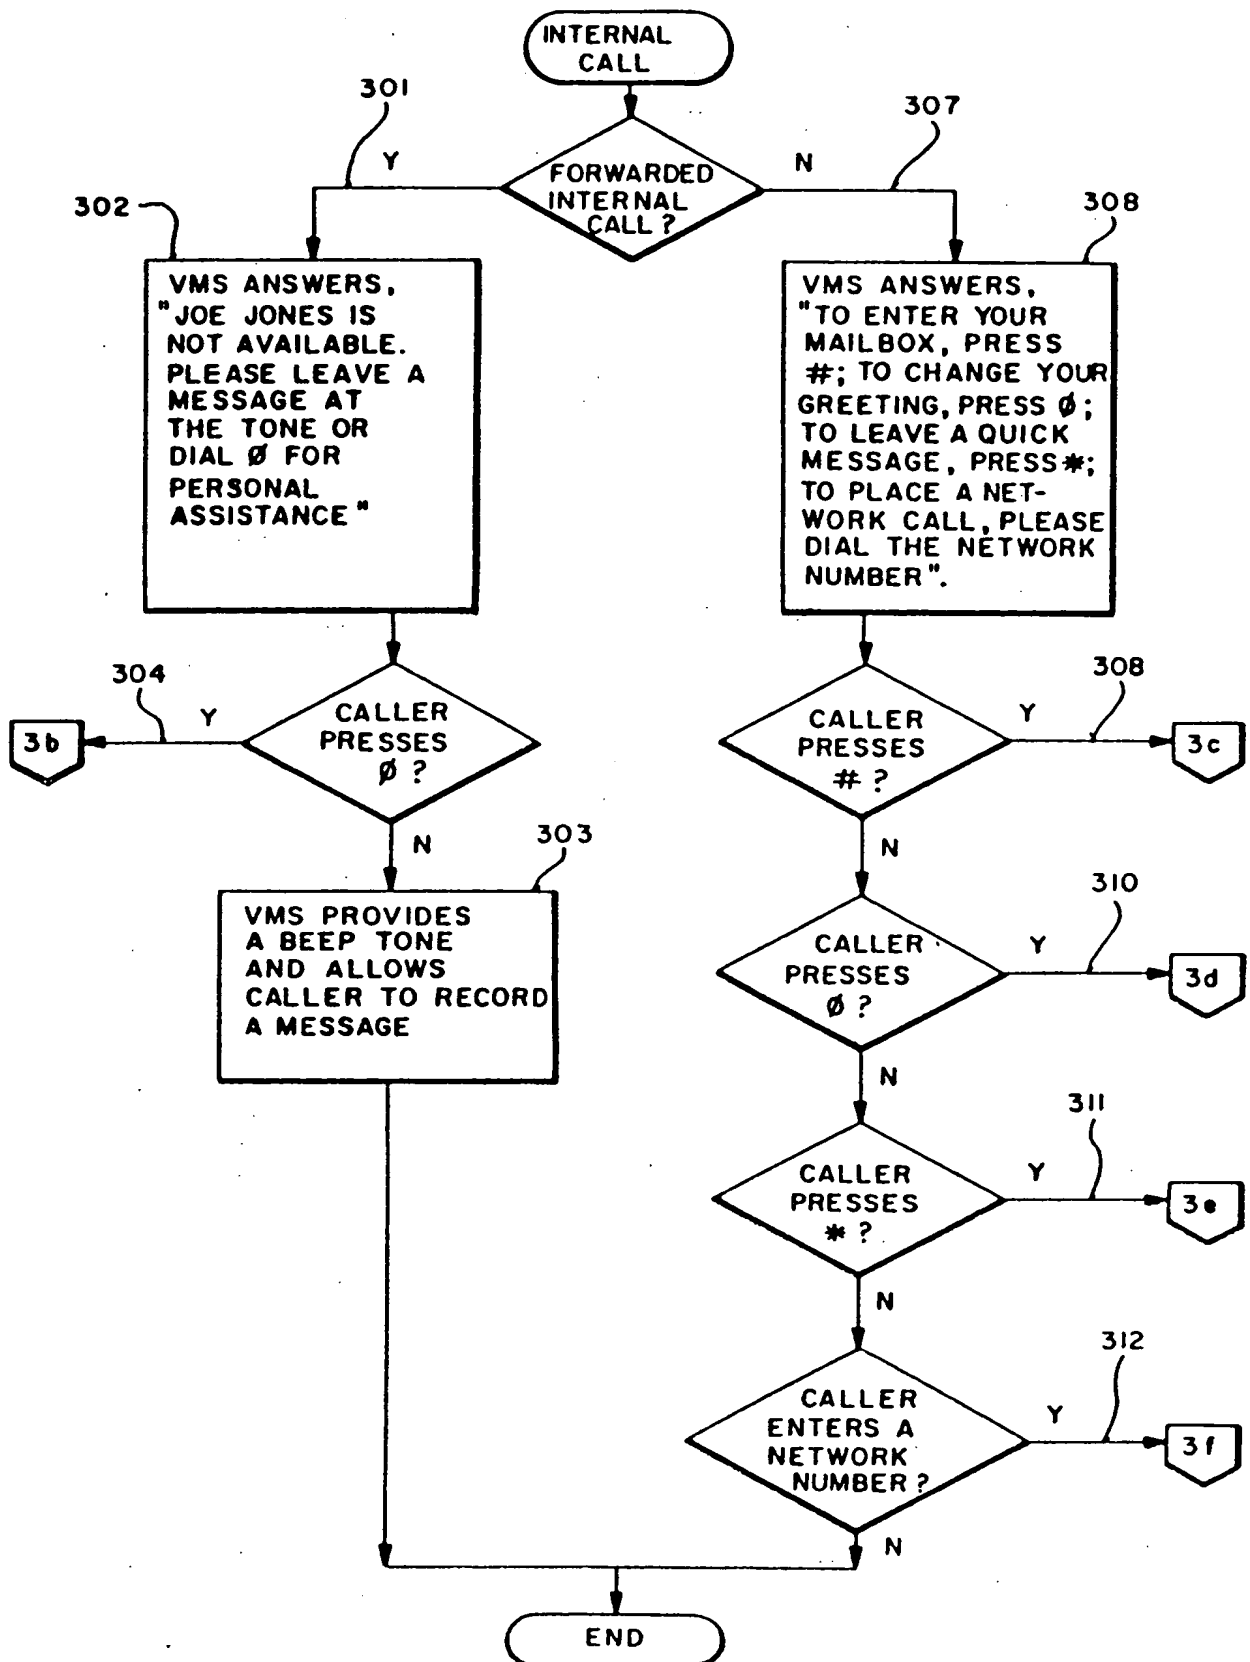 INTERNAL
CALL
301
307
Y
N
FORWARDED
INTERNAL
CALL?
302
308
VMS ANSWERS,
"JOE JONES IS
NOT AVAILABLE.
PLEASE LEAVE A
MESSAGE AT
THE TONE OR
DIAL Ø FOR
PERSONAL
ASSISTANCE"
VMS ANSWERS,
"TO ENTER YOUR
MAILBOX, PRESS
#; TO CHANGE YOUR
GREETING, PRESS Ø;
TO LEAVE A QUICK
MESSAGE, PRESS *;
TO PLACE A NET-
WORK CALL, PLEASE
DIAL THE NETWORK
NUMBER".
304
Y
3b
CALLER
PRESSES
Ø ?
N
308
Y
CALLER
PRESSES
# ?
3c
N
303
VMS PROVIDES
A BEEP TONE
AND ALLOWS
CALLER TO RECORD
A MESSAGE
310
Y
CALLER
PRESSES
Ø ?
3d
N
311
Y
CALLER
PRESSES
* ?
3e
N
312
Y
CALLER
ENTERS A
NETWORK
NUMBER ?
3f
N
END